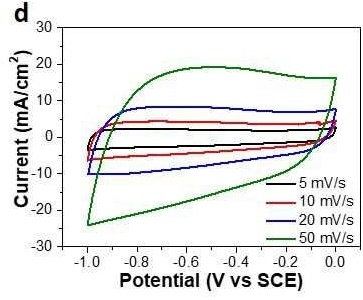 d
30
20
10
0
-10
-20
-30
Current (mA/cm²)
5 mV/s
10 mV/s
20 mV/s
50 mV/s
-1.0 -0.8 -0.6 -0.4 -0.2 0.0
Potential (V vs SCE)